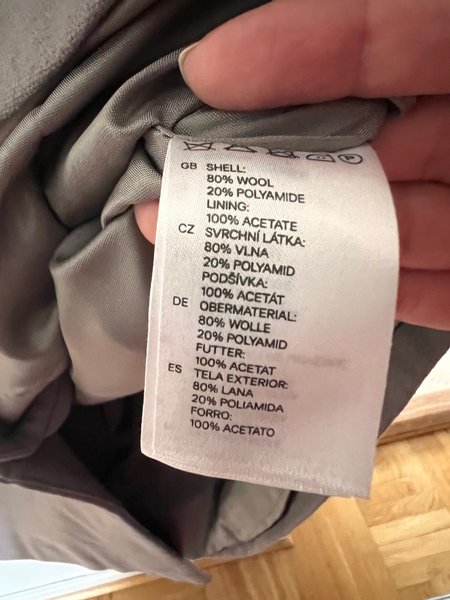 GB SHELL:
80% WOOL
20% POLYAMIDE
LINING:
100% ACETATE
CZ SVRCHNÍ LÁTKA:
80% VLNA
20% POLYAMID
PODŠÍVKA:
100% ACETÁT
DE OBERMATERIAL:
80% WOLLE
20% POLYAMID
FUTTER:
100% ACETAT
ES TELA EXTERIOR:
80% LANA
20% POLIAMIDA
FORRO:
100% ACETATO